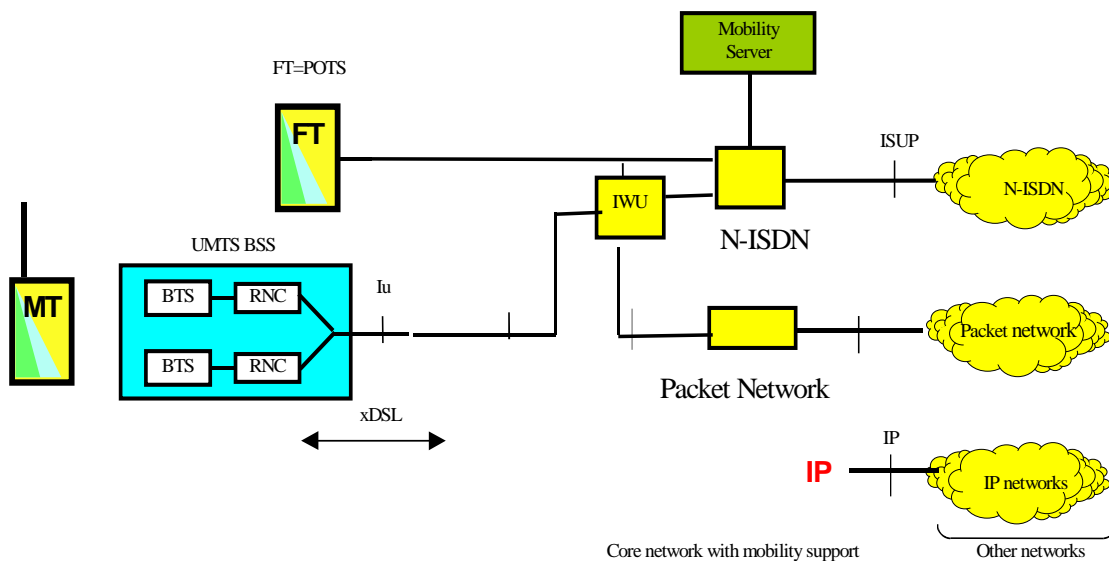 Mobility
Server
FT=POTS
FT
ISUP
N-ISDN
IWU
N-ISDN
UMTS BSS
MT
BTS
RNC
Iu
Packet network
BTS
RNC
Packet Network
xDSL
IP
IP
IP networks
Core network with mobility support
Other networks